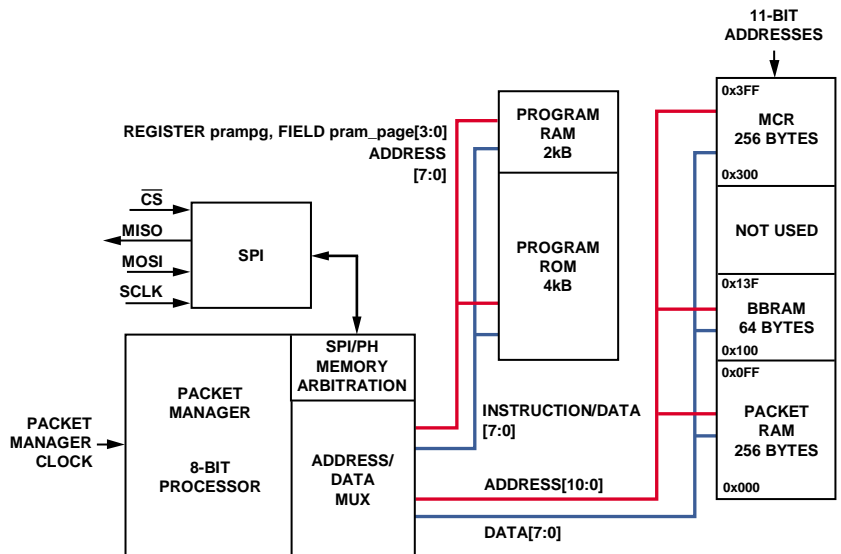 11-BIT
ADDRESSES
0x3FF
MCR
256 BYTES
0x300
NOT USED
0x13F
BBRAM
64 BYTES
0x100
0x0FF
PACKET
RAM
256 BYTES
0x000
PROGRAM
RAM
2kB
PROGRAM
ROM
4kB
REGISTER prampg, FIELD pram_page[3:0]
ADDRESS
[7:0]
CS
MISO
MOSI
SCLK
SPI
SPI/PH
MEMORY
ARBITRATION
PACKET
MANAGER
8-BIT
PROCESSOR
ADDRESS/
DATA
MUX
PACKET
MANAGER
CLOCK
INSTRUCTION/DATA
[7:0]
ADDRESS[10:0]
DATA[7:0]